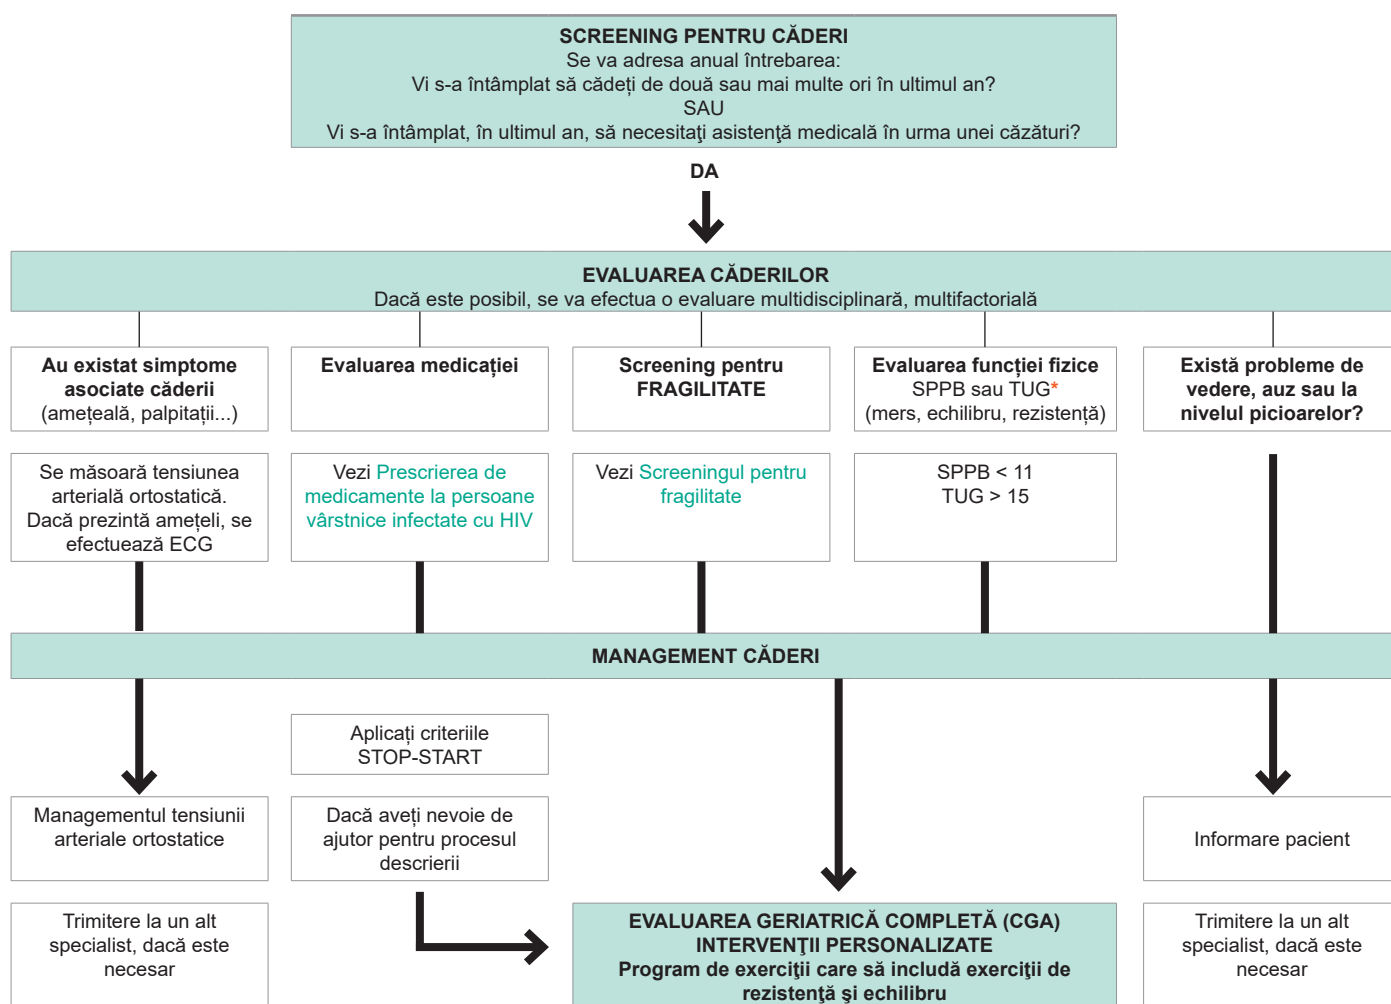 SCREENING PENTRU CĂDERI
Se va adresa anual întrebarea:
Vi s-a întâmplat să cădeți de două sau mai multe ori în ultimul an?
SAU
Vi s-a întâmplat, în ultimul an, să necesitaţi asistenţă medicală în urma unei căzături?
DA
EVALUAREA CĂDERILOR
Dacă este posibil, se va efectua o evaluare multidisciplinară, multifactorială
Au existat simptome
asociate căderii
(amețeală, palpitații...)
Evaluarea medicației
Screening pentru
FRAGILITATE
Evaluarea funcției fizice
SPPB sau TUG*
(mers, echilibru, rezistență)
Există probleme de
vedere, auz sau la
nivelul picioarelor?
Se măsoară tensiunea
arterială ortostatică.
Dacă prezintă amețeli, se
efectuează ECG
Vezi Prescrierea de
medicamente la persoane
vârstnice infectate cu HIV
Vezi Screeningul pentru
fragilitate
SPPB < 11
TUG > 15
MANAGEMENT CĂDERI
Aplicați criteriile
STOP-START
Managementul tensiunii
arteriale ortostatice
Dacă aveți nevoie de
ajutor pentru procesul
descrierii
Informare pacient
Trimitere la un alt
specialist, dacă este
necesar
EVALUAREA GERIATRICĂ COMPLETĂ (CGA)
INTERVENŢII PERSONALIZATE
Program de exerciţii care să includă exerciţii de
rezistenţă şi echilibru
Trimitere la un alt
specialist, dacă este
necesar